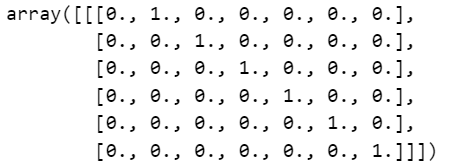 array([[[0., 1., 0., 0., 0., 0., 0.],
[0., 0., 1., 0., 0., 0., 0.],
[0., 0., 0., 1., 0., 0., 0.],
[0., 0., 0., 0., 1., 0., 0.],
[0., 0., 0., 0., 0., 1., 0.],
[0., 0., 0., 0., 0., 0., 1.]]])